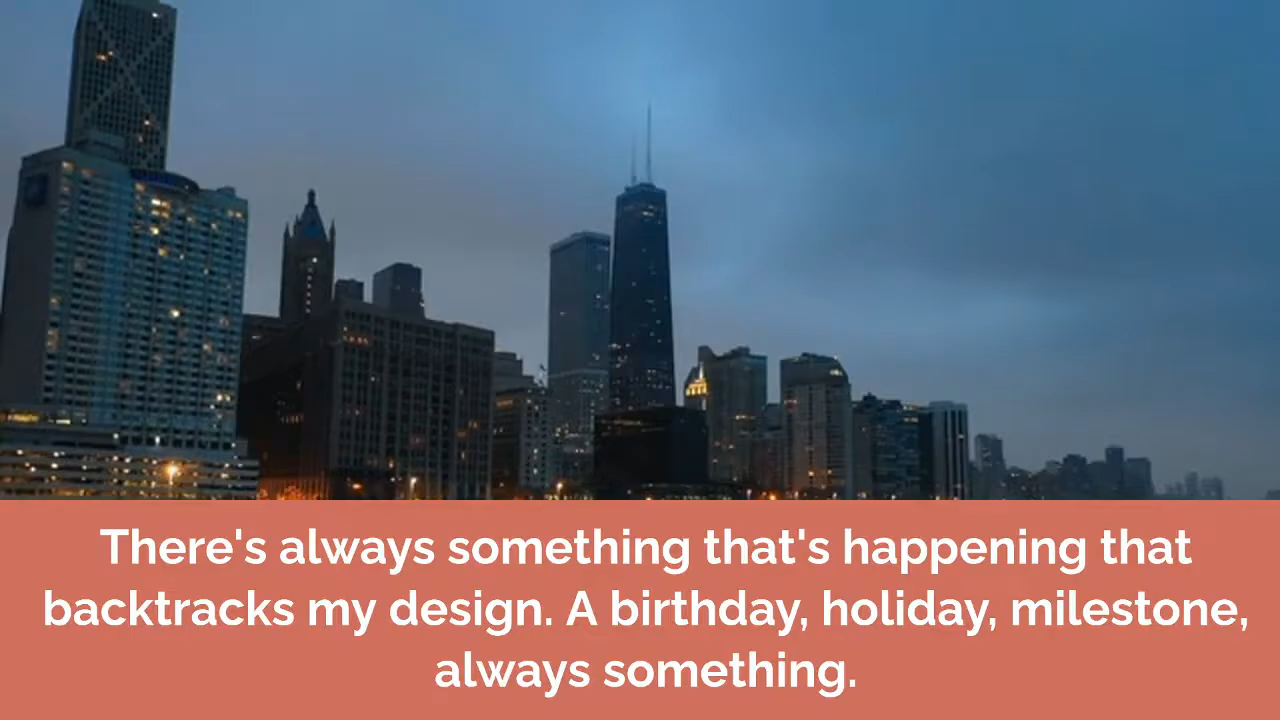 There's always something that's happening that
backtracks my design. A birthday, holiday, milestone,
always something.